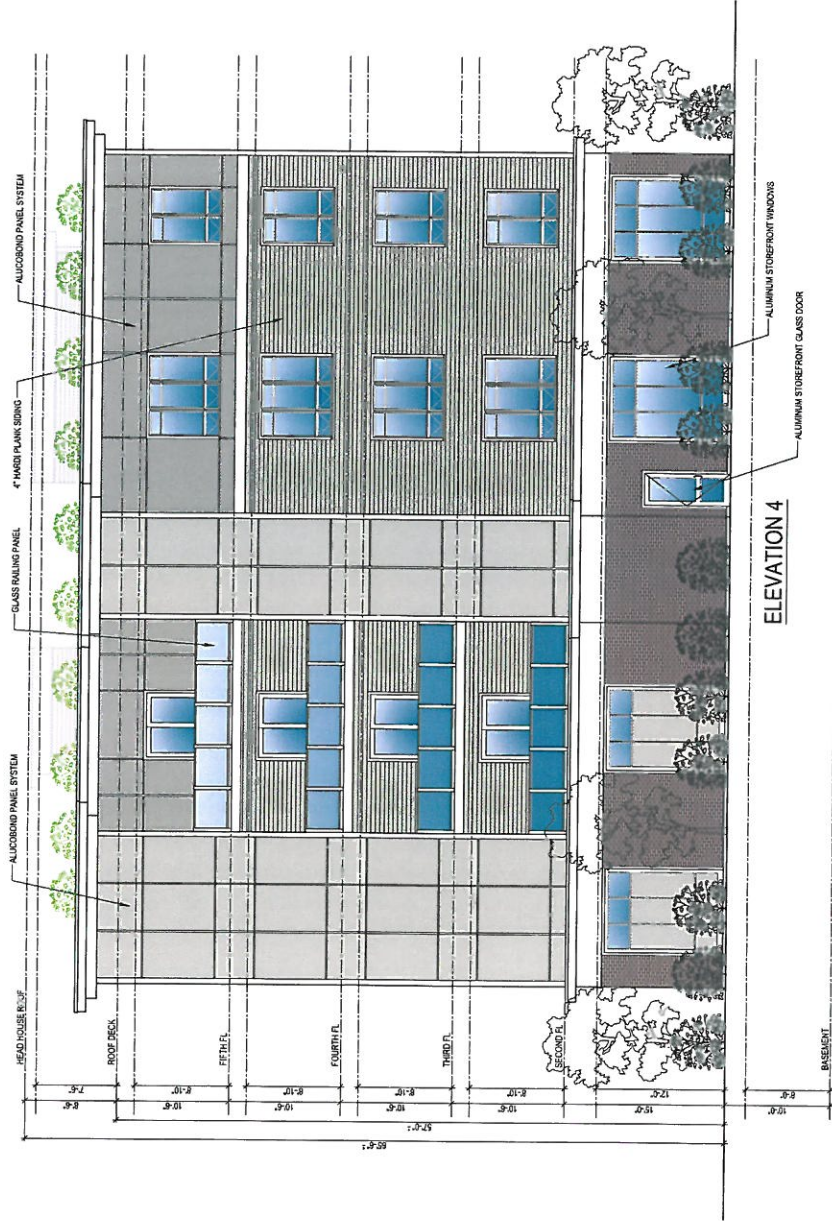 ALUCOBOND PANEL SYSTEM
GLASS RAILING PANEL
4" HARDI PLANK SIDING
ALUCOBOND PANEL SYSTEM
HEAD HOUSE ROOF
ROOF DECK
FIFTH FL
FOURTH FL
THIRD FL
SECOND FL
BASEMENT
7'-6"
8'-6"
8'-10"
10'-6"
8'-10"
10'-6"
8'-10"
10'-6"
8'-10"
10'-6"
12'-0"
15'-0"
8'-0"
10'-0"
57'-0"±
65'-6"±
ALUMINUM STOREFRONT WINDOWS
ALUMINUM STOREFRONT GLASS DOOR
ELEVATION 4